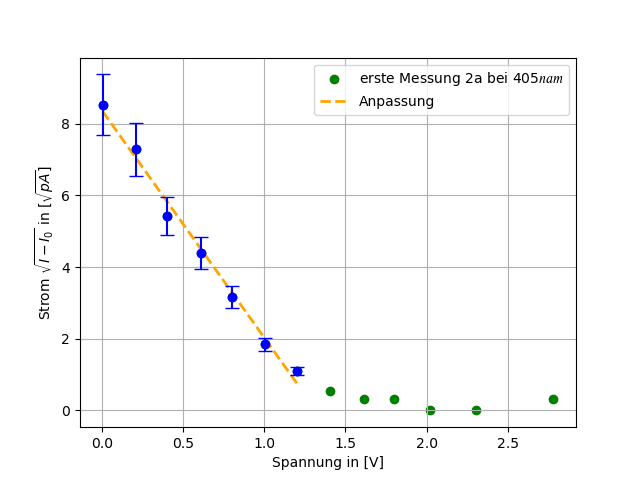 erste Messung 2a bei 405nam
Anpassung
8
6
4
2
0
Strom √I − I₀ in [√pA]
0.0 0.5 1.0 1.5 2.0 2.5
Spannung in [V]